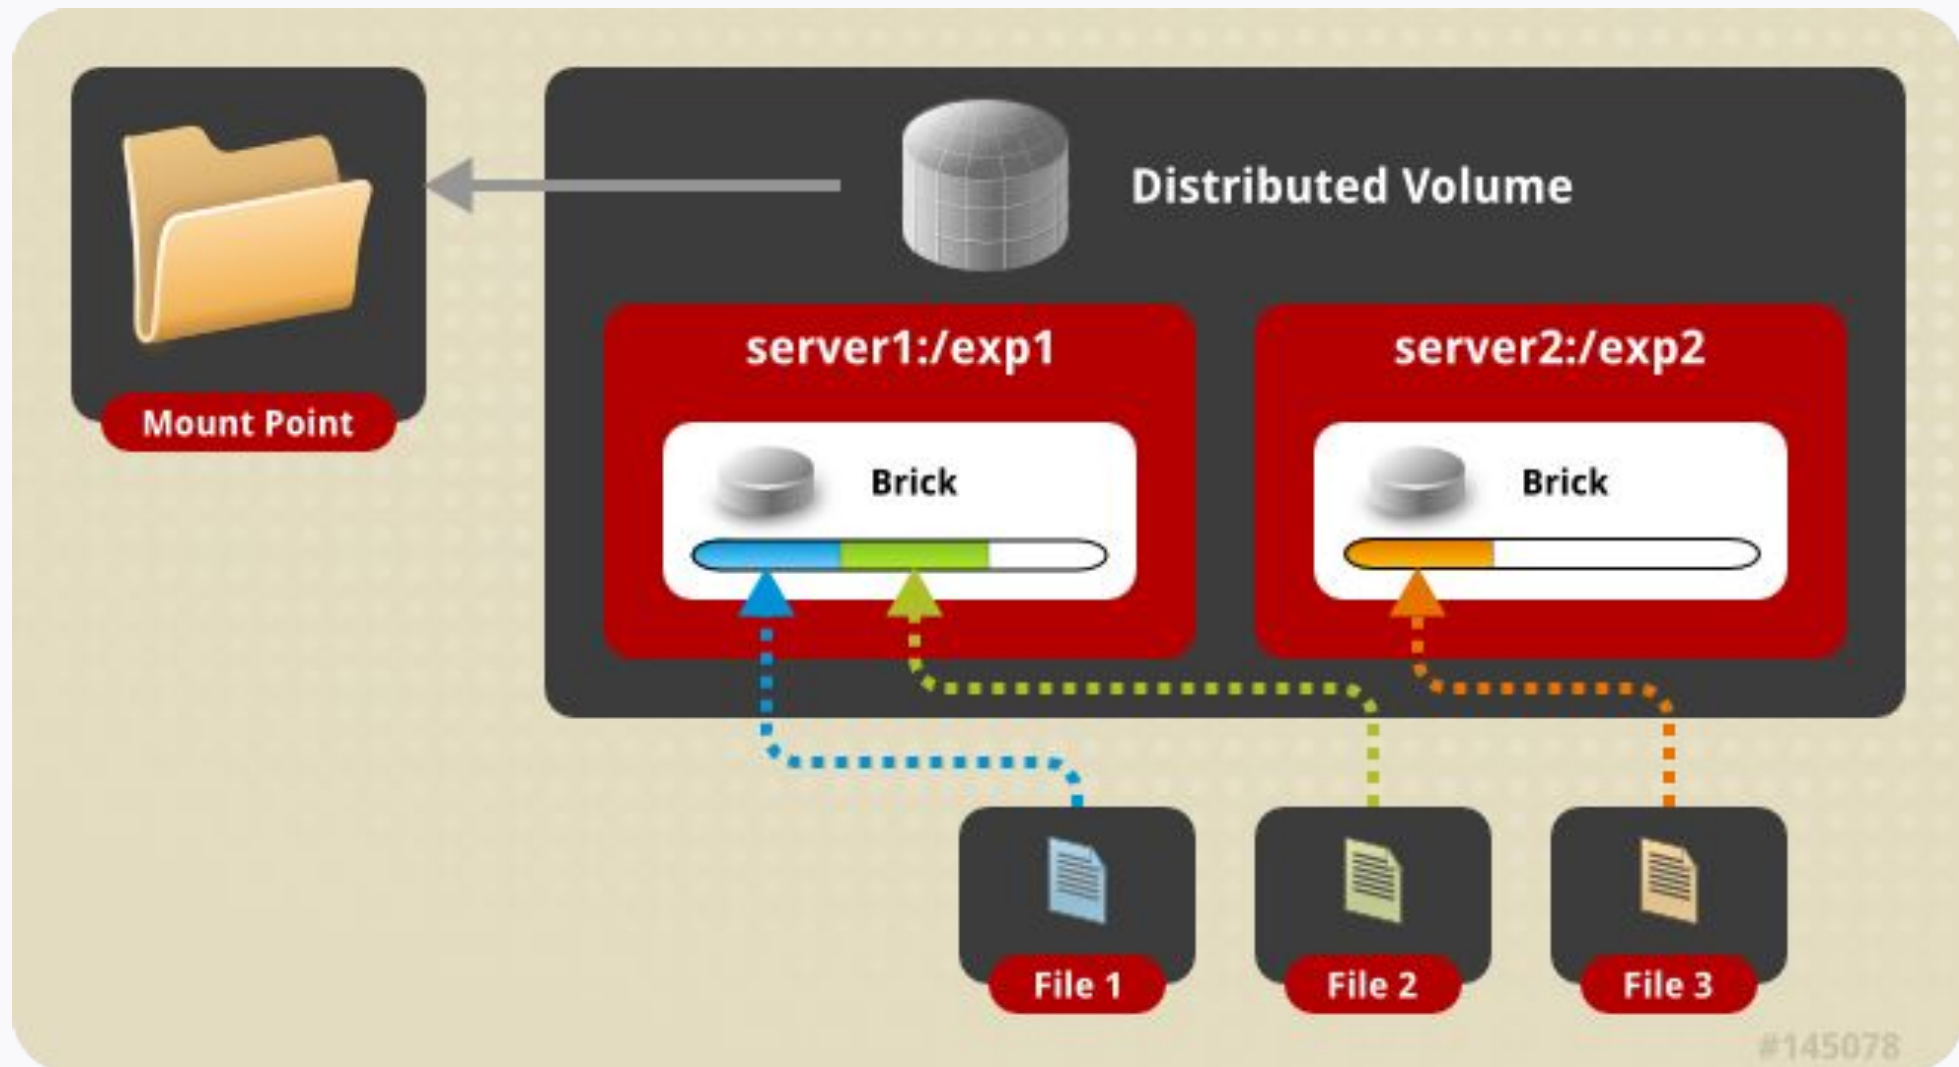 Distributed Volume
server1:/exp1
server2:/exp2
Mount Point
Brick
Brick
File 1
File 2
File 3
#145078